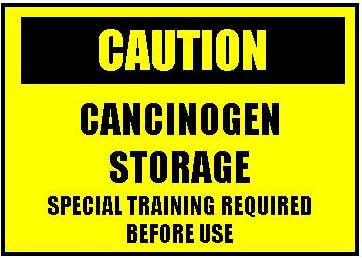 CAUTION
CANCINOGEN
STORAGE
SPECIAL TRAINING REQUIRED
BEFORE USE